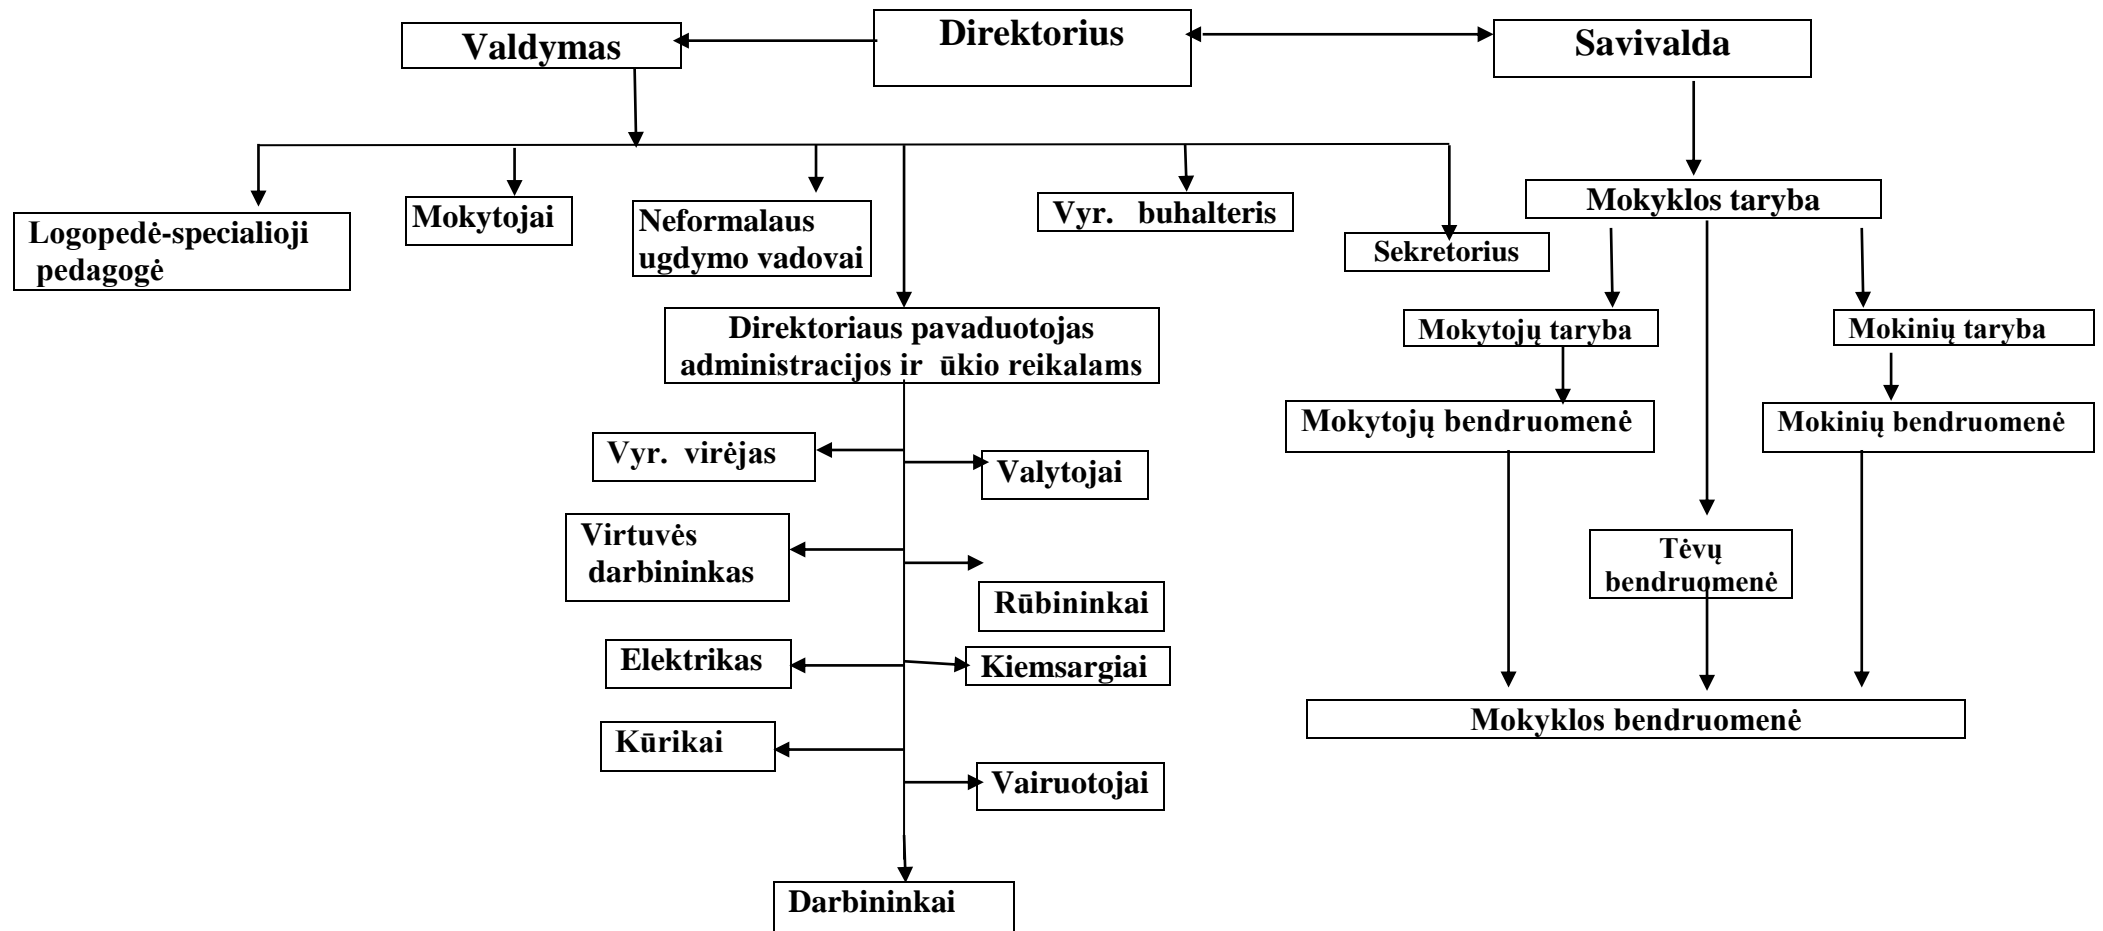 Valdymas
Direktorius
Savivalda
Logopedė-specialioji
pedagogė
Mokytojai
Neformalaus
ugdymo vadovai
Vyr. buhalteris
Sekretorius
Mokyklos taryba
Direktoriaus pavaduotojas
administracijos ir ūkio reikalams
Mokytojų taryba
Mokinių taryba
Mokytojų bendruomenė
Mokinių bendruomenė
Vyr. virėjas
Valytojai
Virtuvės
darbininkas
Tėvų
bendruomenė
Rūbininkai
Elektrikas
Kiemsargiai
Mokyklos bendruomenė
Kūrikai
Vairuotojai
Darbininkai